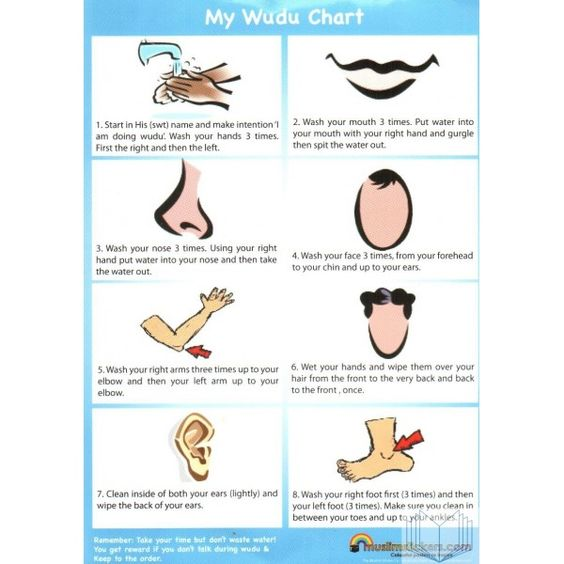 My Wudu Chart
1. Start in His (swt) name and make intention 'I
am doing wudu'. Wash your hands 3 times.
First the right and then the left.
2. Wash your mouth 3 times. Put water into
your mouth with your right hand and gurgle
then spit the water out.
3. Wash your nose 3 times. Using your right
hand put water into your nose and then take
the water out.
4. Wash your face 3 times, from your forehead
to your chin and up to your ears.
5. Wash your right arms three times up to your
elbow and then your left arm up to your
elbow.
6. Wet your hands and wipe them over your
hair from the front to the very back and back
to the front , once.
7. Clean inside of both your ears (lightly) and
wipe the back of your ears.
8. Wash your right foot first (3 times) and then
your left foot (3 times). Make sure you clean in
between your toes and up to your ankles.
Remember: Take your time but don't waste water!
You get reward if you don't talk during wudu &
Keep to the order.
muslimstickers.com